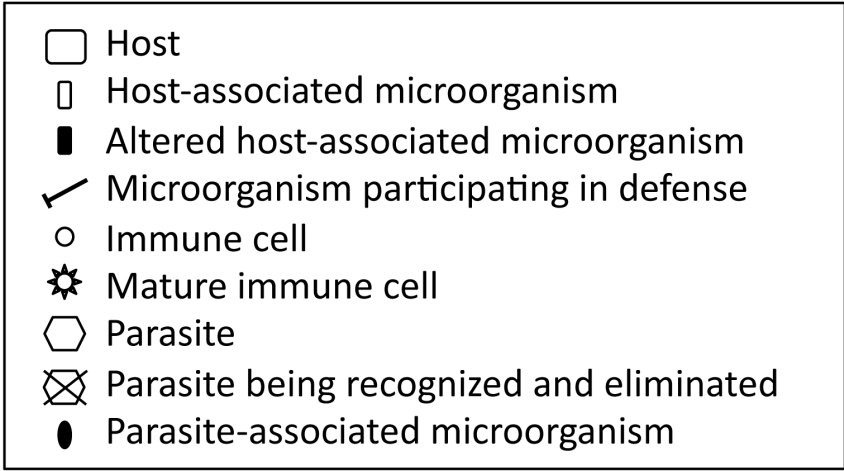 Host
Host-associated microorganism
Altered host-associated microorganism
Microorganism participating in defense
Immune cell
Mature immune cell
Parasite
Parasite being recognized and eliminated
Parasite-associated microorganism